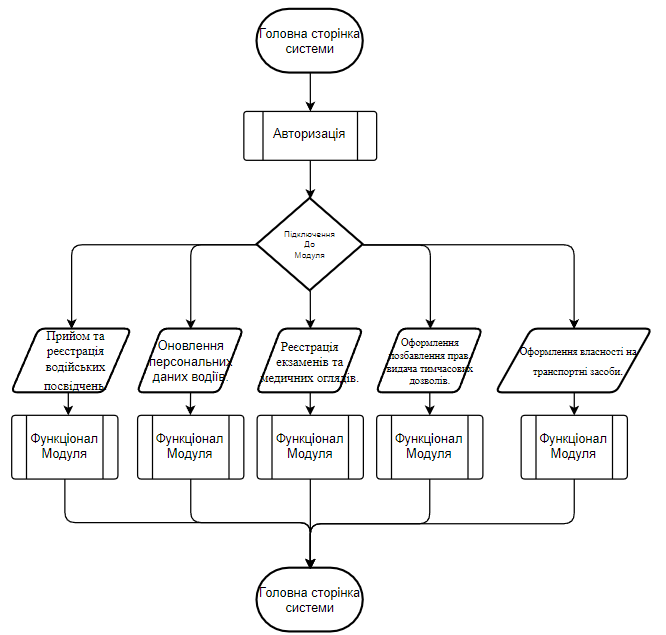 Головна сторінка
системи
Авторизація
Підключення
До
Модуля
Прийом та
реєстрація
водійських
посвідчень.
Оновлення
персональних
даних водіїв.
Реєстрація
екзаменів та
медичних оглядів.
Оформлення
позбавлення прав,
видача тимчасових
дозволів.
Оформлення власності на
транспортні засоби.
Функціонал
Модуля
Функціонал
Модуля
Функціонал
Модуля
Функціонал
Модуля
Функціонал
Модуля
Головна сторінка
системи